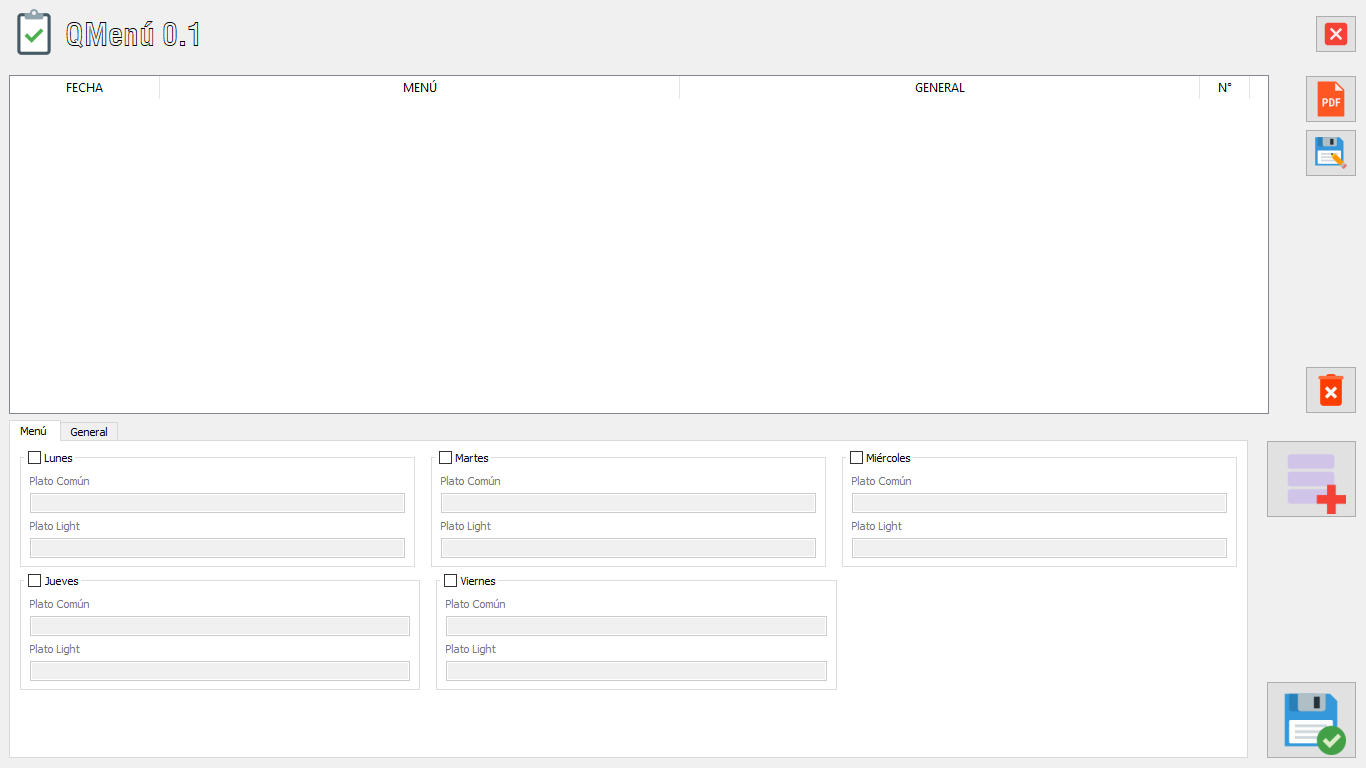 QMenú 0.1
FECHA MENÚ GENERAL N°
PDF
Menú General
Lunes Martes Miércoles
Plato Común Plato Común Plato Común
Plato Light Plato Light Plato Light
Jueves Viernes
Plato Común Plato Común
Plato Light Plato Light